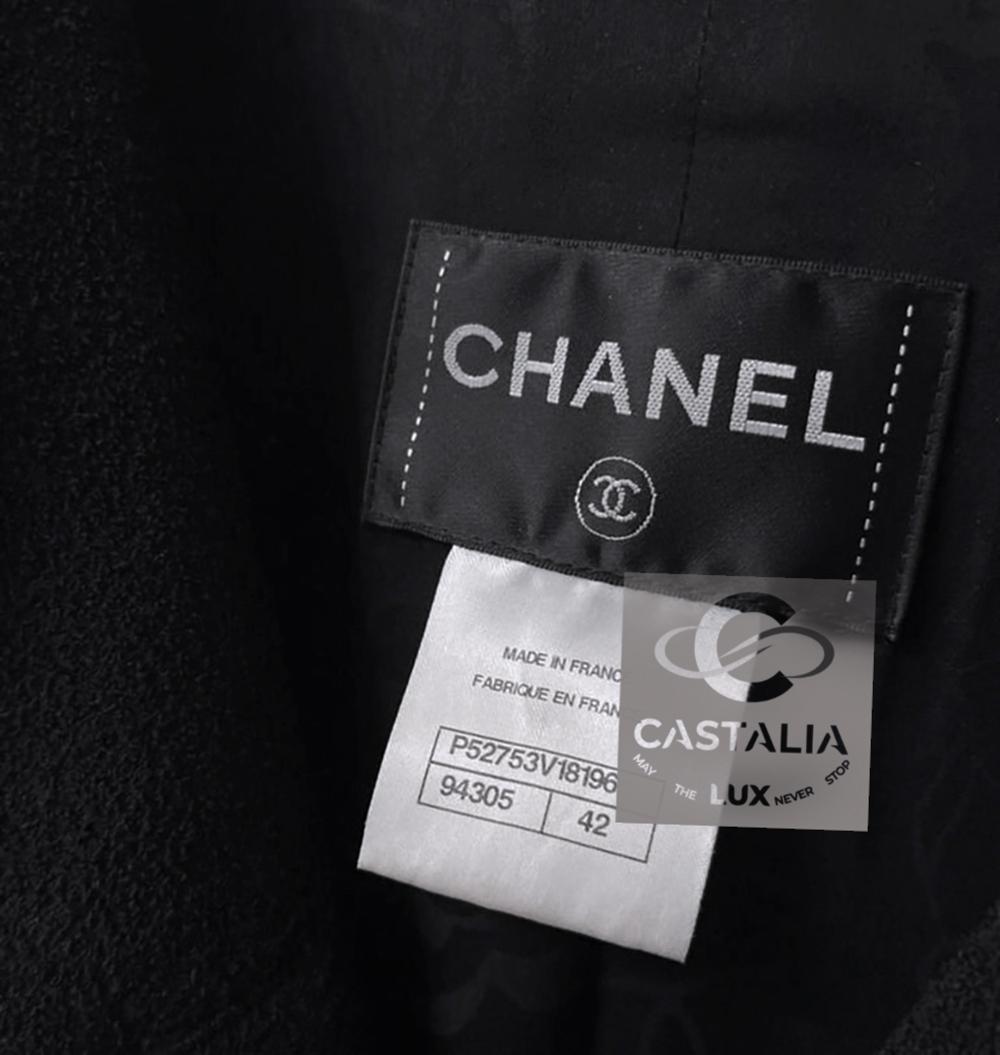 CHANEL
MADE IN FRANC
FABRIQUE EN FRAN
P52753V18196
94305
42
CASTALIA
MAY THE LUX NEVER STOP